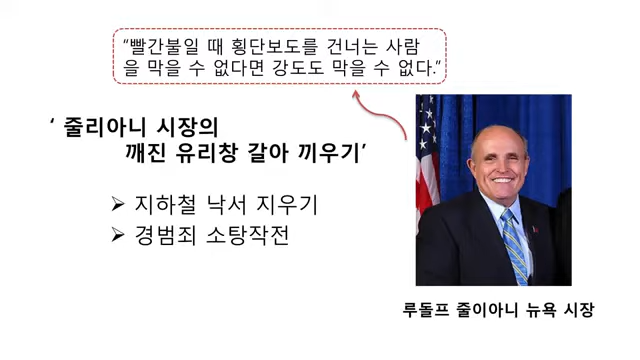 “빨간불일 때 횡단보도를 건너는 사람
을 막을 수 없다면 강도도 막을 수 없다.”
‘ 줄리아니 시장의
깨진 유리창 갈아 끼우기’
➢ 지하철 낙서 지우기
➢ 경범죄 소탕작전
루돌프 줄이아니 뉴욕 시장